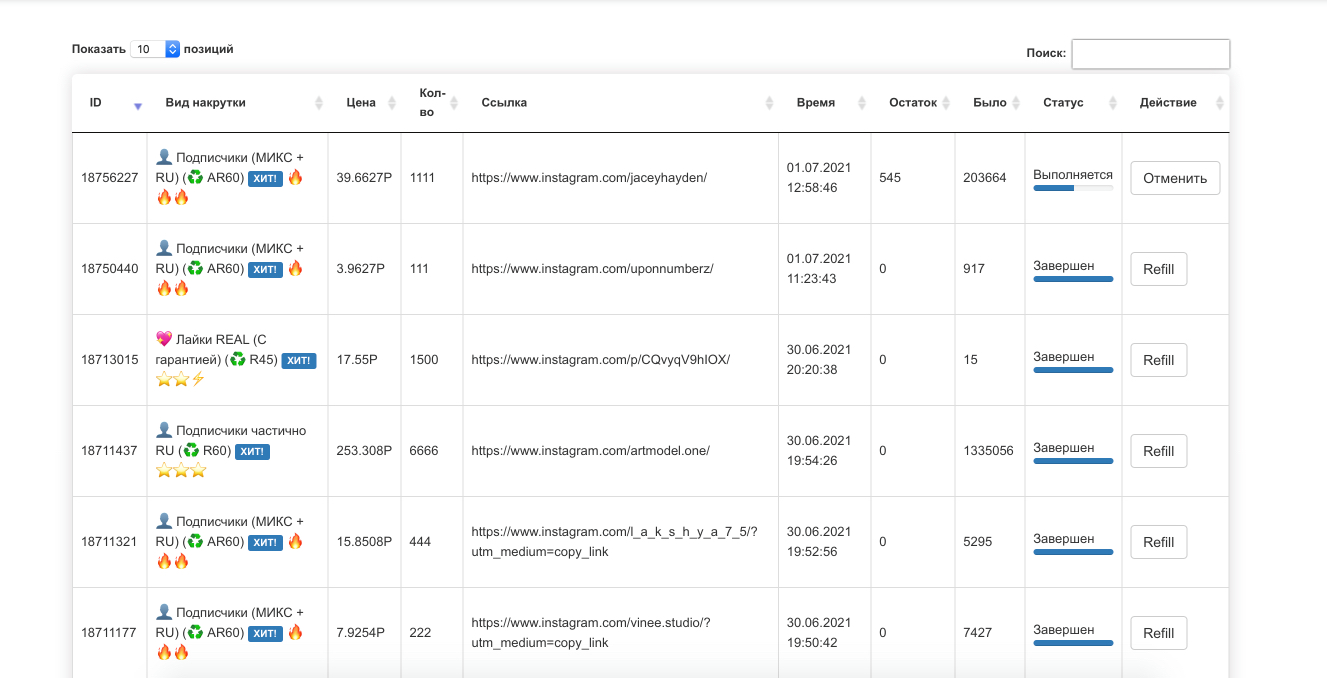 Показать 10 позиций
Поиск:
ID Вид накрутки Цена Кол-во Ссылка Время Остаток Было Статус Действие
18756227
👤 Подписчики (МИКС +
RU) (♻️ AR60) ХИТ! 🔥
🔥🔥
39.6627Р
1111
https://www.instagram.com/jaceyhayden/
01.07.2021
12:58:46
545
203664
Выполняется
Отменить
18750440
👤 Подписчики (МИКС +
RU) (♻️ AR60) ХИТ! 🔥
🔥🔥
3.9627Р
111
https://www.instagram.com/uponnumberz/
01.07.2021
11:23:43
0
917
Завершен
Refill
18713015
💖 Лайки REAL (С
гарантией) (♻️ R45) ХИТ!
⭐⭐⚡
17.55Р
1500
https://www.instagram.com/p/CQvyqV9hIOX/
30.06.2021
20:20:38
0
15
Завершен
Refill
18711437
👤 Подписчики частично
RU (♻️ R60) ХИТ!
⭐⭐⭐
253.308Р
6666
https://www.instagram.com/artmodel.one/
30.06.2021
19:54:26
0
1335056
Завершен
Refill
18711321
👤 Подписчики (МИКС +
RU) (♻️ AR60) ХИТ! 🔥
🔥🔥
15.8508Р
444
https://www.instagram.com/l_a_k_s_h_y_a_7_5/?
utm_medium=copy_link
30.06.2021
19:52:56
0
5295
Завершен
Refill
18711177
👤 Подписчики (МИКС +
RU) (♻️ AR60) ХИТ! 🔥
🔥🔥
7.9254Р
222
https://www.instagram.com/vinee.studio/?
utm_medium=copy_link
30.06.2021
19:50:42
0
7427
Завершен
Refill